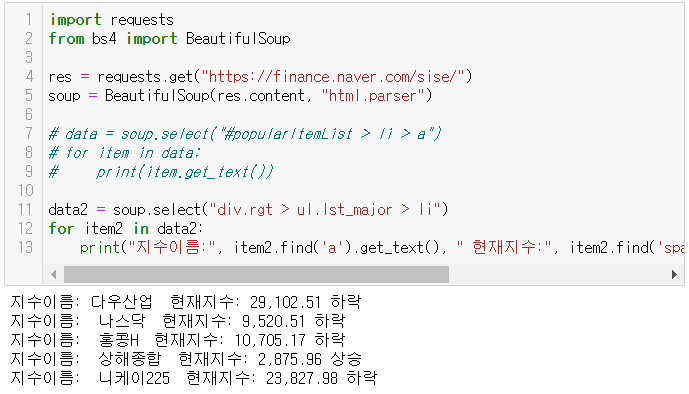 1 import requests
2 from bs4 import BeautifulSoup
3
4 res = requests.get("https://finance.naver.com/sise/")
5 soup = BeautifulSoup(res.content, "html.parser")
6
7 # data = soup.select("#popularItemList > li > a")
8 # for item in data:
9 #     print(item.get_text())
10
11 data2 = soup.select("div.rgt > ul.lst_major > li")
12 for item2 in data2:
13     print("지수이름:", item2.find('a').get_text(), " 현재지수:", item2.find('spa
지수이름: 다우산업  현재지수: 29,102.51 하락
지수이름:  나스닥  현재지수: 9,520.51 하락
지수이름:  홍콩H  현재지수: 10,705.17 하락
지수이름:  상해종합  현재지수: 2,875.96 상승
지수이름:  니케이225  현재지수: 23,827.98 하락